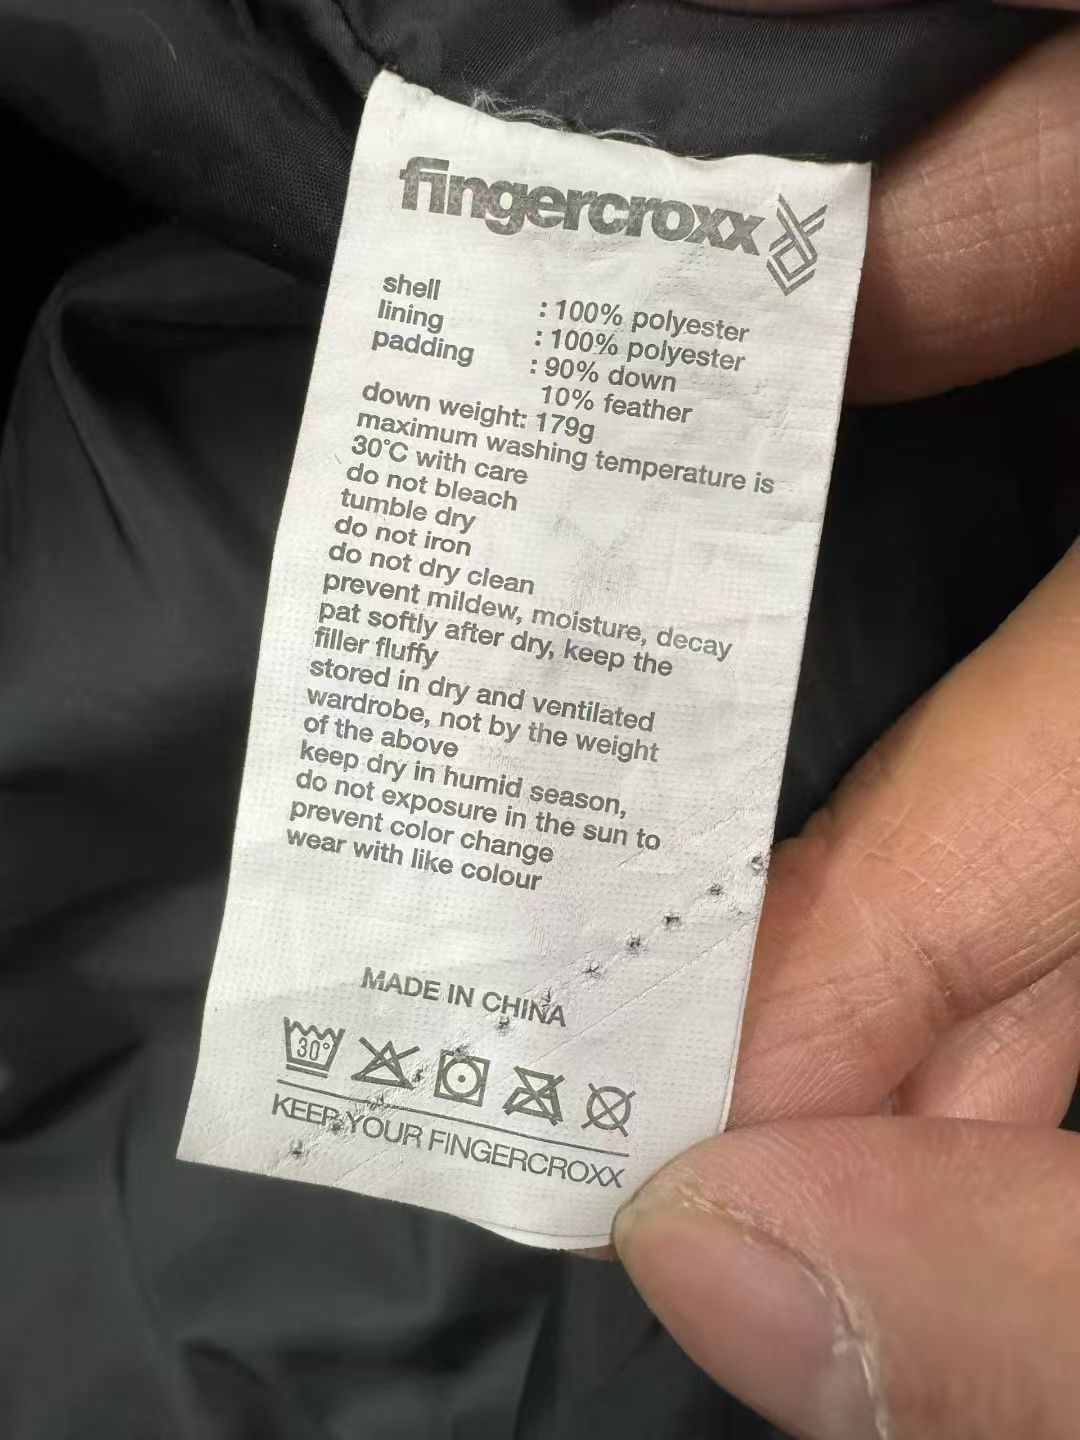 fingercroxx
shell : 100% polyester
lining : 100% polyester
padding : 90% down
10% feather
down weight: 179g
maximum washing temperature is
30°C with care
do not bleach
tumble dry
do not iron
do not dry clean
prevent mildew, moisture, decay
pat softly after dry, keep the
filler fluffy
stored in dry and ventilated
wardrobe, not by the weight
of the above
keep dry in humid season,
do not exposure in the sun to
prevent color change
wear with like colour
MADE IN CHINA
30°
KEEP YOUR FINGERCROXX